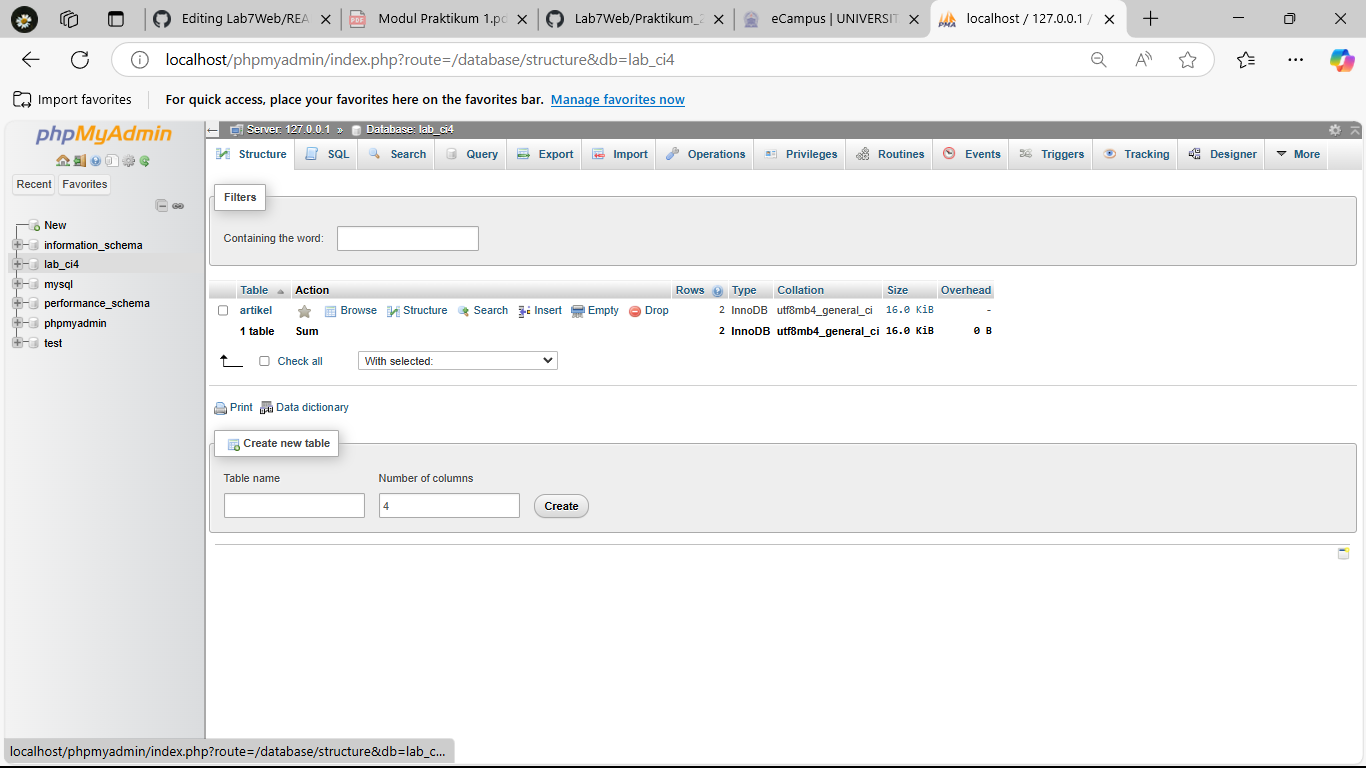 Editing Lab7Web/REA
Modul Praktikum 1.pd
Lab7Web/Praktikum_2
eCampus | UNIVERSIT
localhost / 127.0.0.1 /
localhost/phpmyadmin/index.php?route=/database/structure&db=lab_ci4
Import favorites
For quick access, place your favorites here on the favorites bar. Manage favorites now
phpMyAdmin
Recent Favorites
New
information_schema
lab_ci4
mysql
performance_schema
phpmyadmin
test
Server: 127.0.0.1 » Database: lab_ci4
Structure SQL Search Query Export Import Operations Privileges Routines Events Triggers Tracking Designer More
Filters
Containing the word:
Table Action Rows Type Collation Size Overhead
artikel Browse Structure Search Insert Empty Drop 2 InnoDB utf8mb4_general_ci 16.0 KiB -
1 table Sum 2 InnoDB utf8mb4_general_ci 16.0 KiB 0 B
Check all With selected:
Print Data dictionary
Create new table
Table name Number of columns
4 Create
localhost/phpmyadmin/index.php?route=/database/structure&db=lab_c...